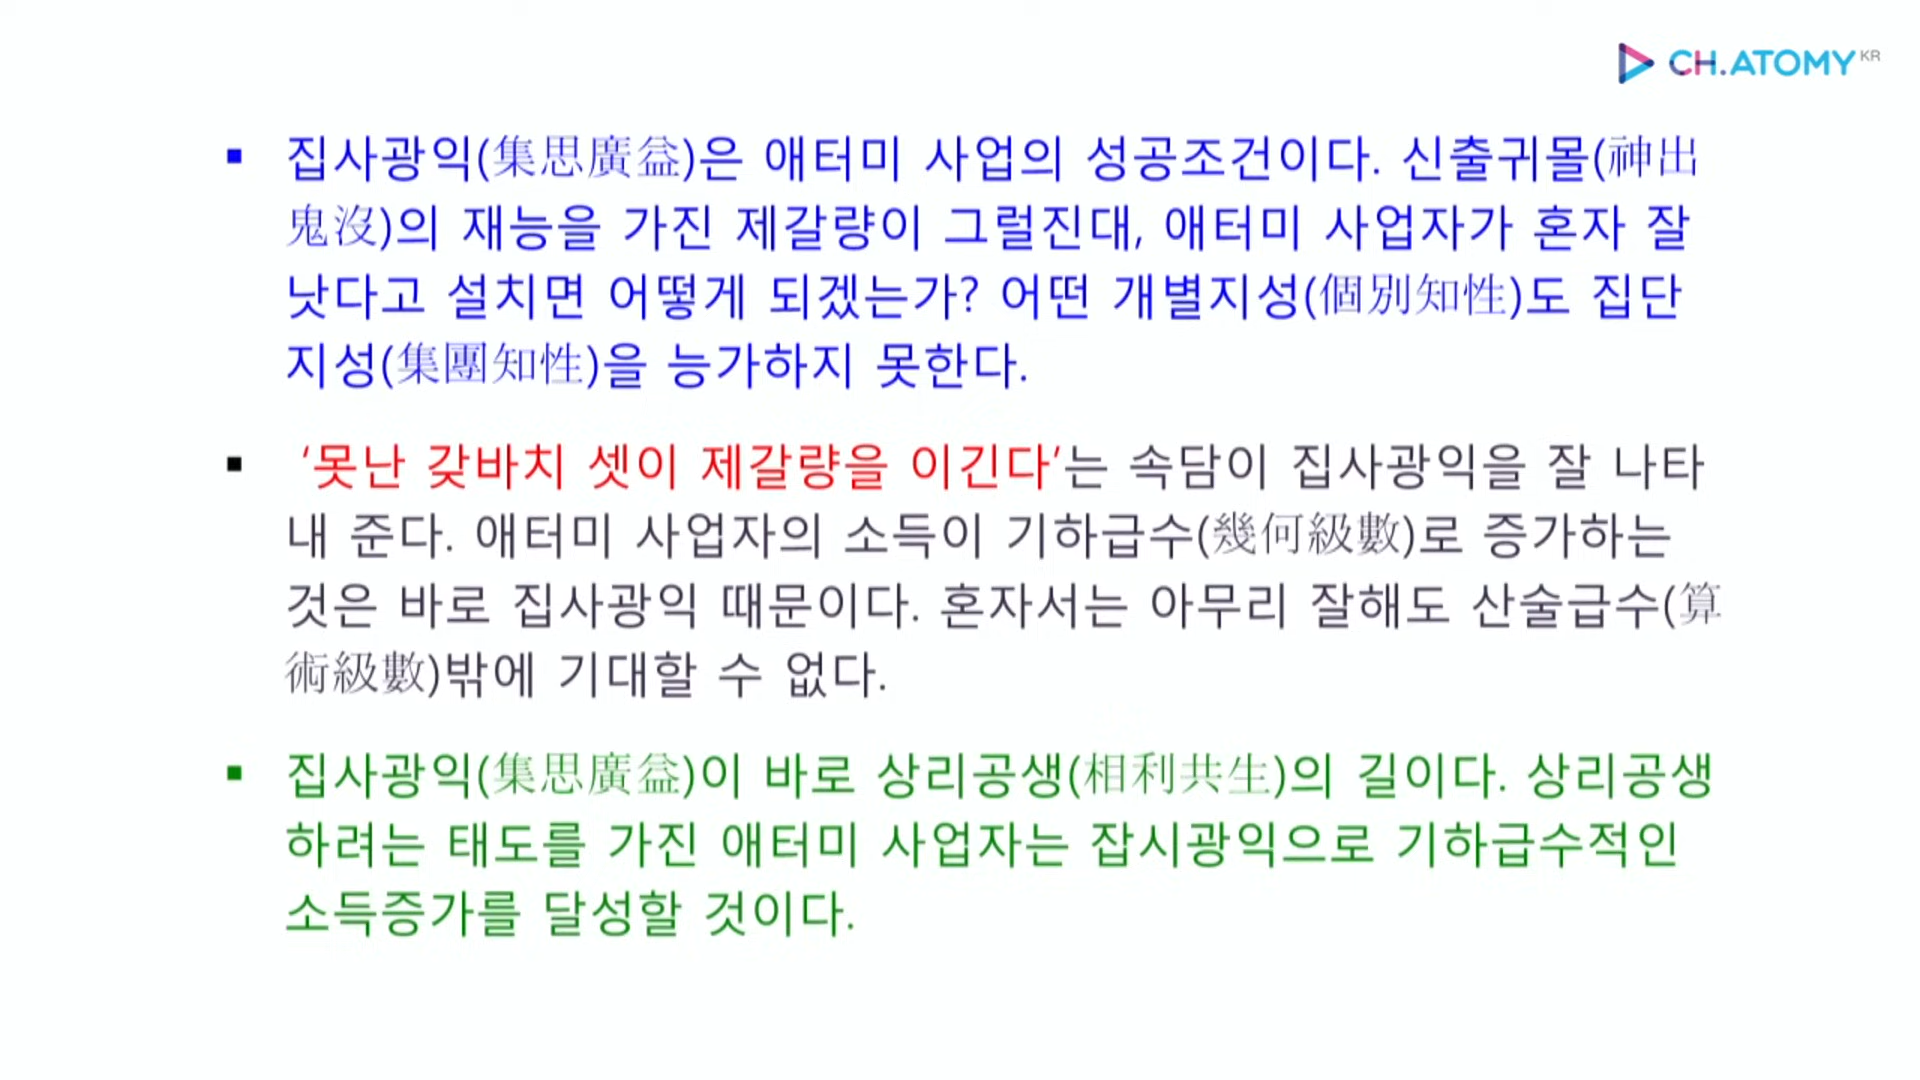 CH.ATOMY KR
▪ 집사광익(集思廣益)은 애터미 사업의 성공조건이다. 신출귀몰(神出
鬼沒)의 재능을 가진 제갈량이 그럴진대, 애터미 사업자가 혼자 잘
낫다고 설치면 어떻게 되겠는가? 어떤 개별지성(個別知性)도 집단
지성(集團知性)을 능가하지 못한다.
▪ ‘못난 갖바치 셋이 제갈량을 이긴다’는 속담이 집사광익을 잘 나타
내 준다. 애터미 사업자의 소득이 기하급수(幾何級數)로 증가하는
것은 바로 집사광익 때문이다. 혼자서는 아무리 잘해도 산술급수(算
術級數)밖에 기대할 수 없다.
▪ 집사광익(集思廣益)이 바로 상리공생(相利共生)의 길이다. 상리공생
하려는 태도를 가진 애터미 사업자는 잡시광익으로 기하급수적인
소득증가를 달성할 것이다.